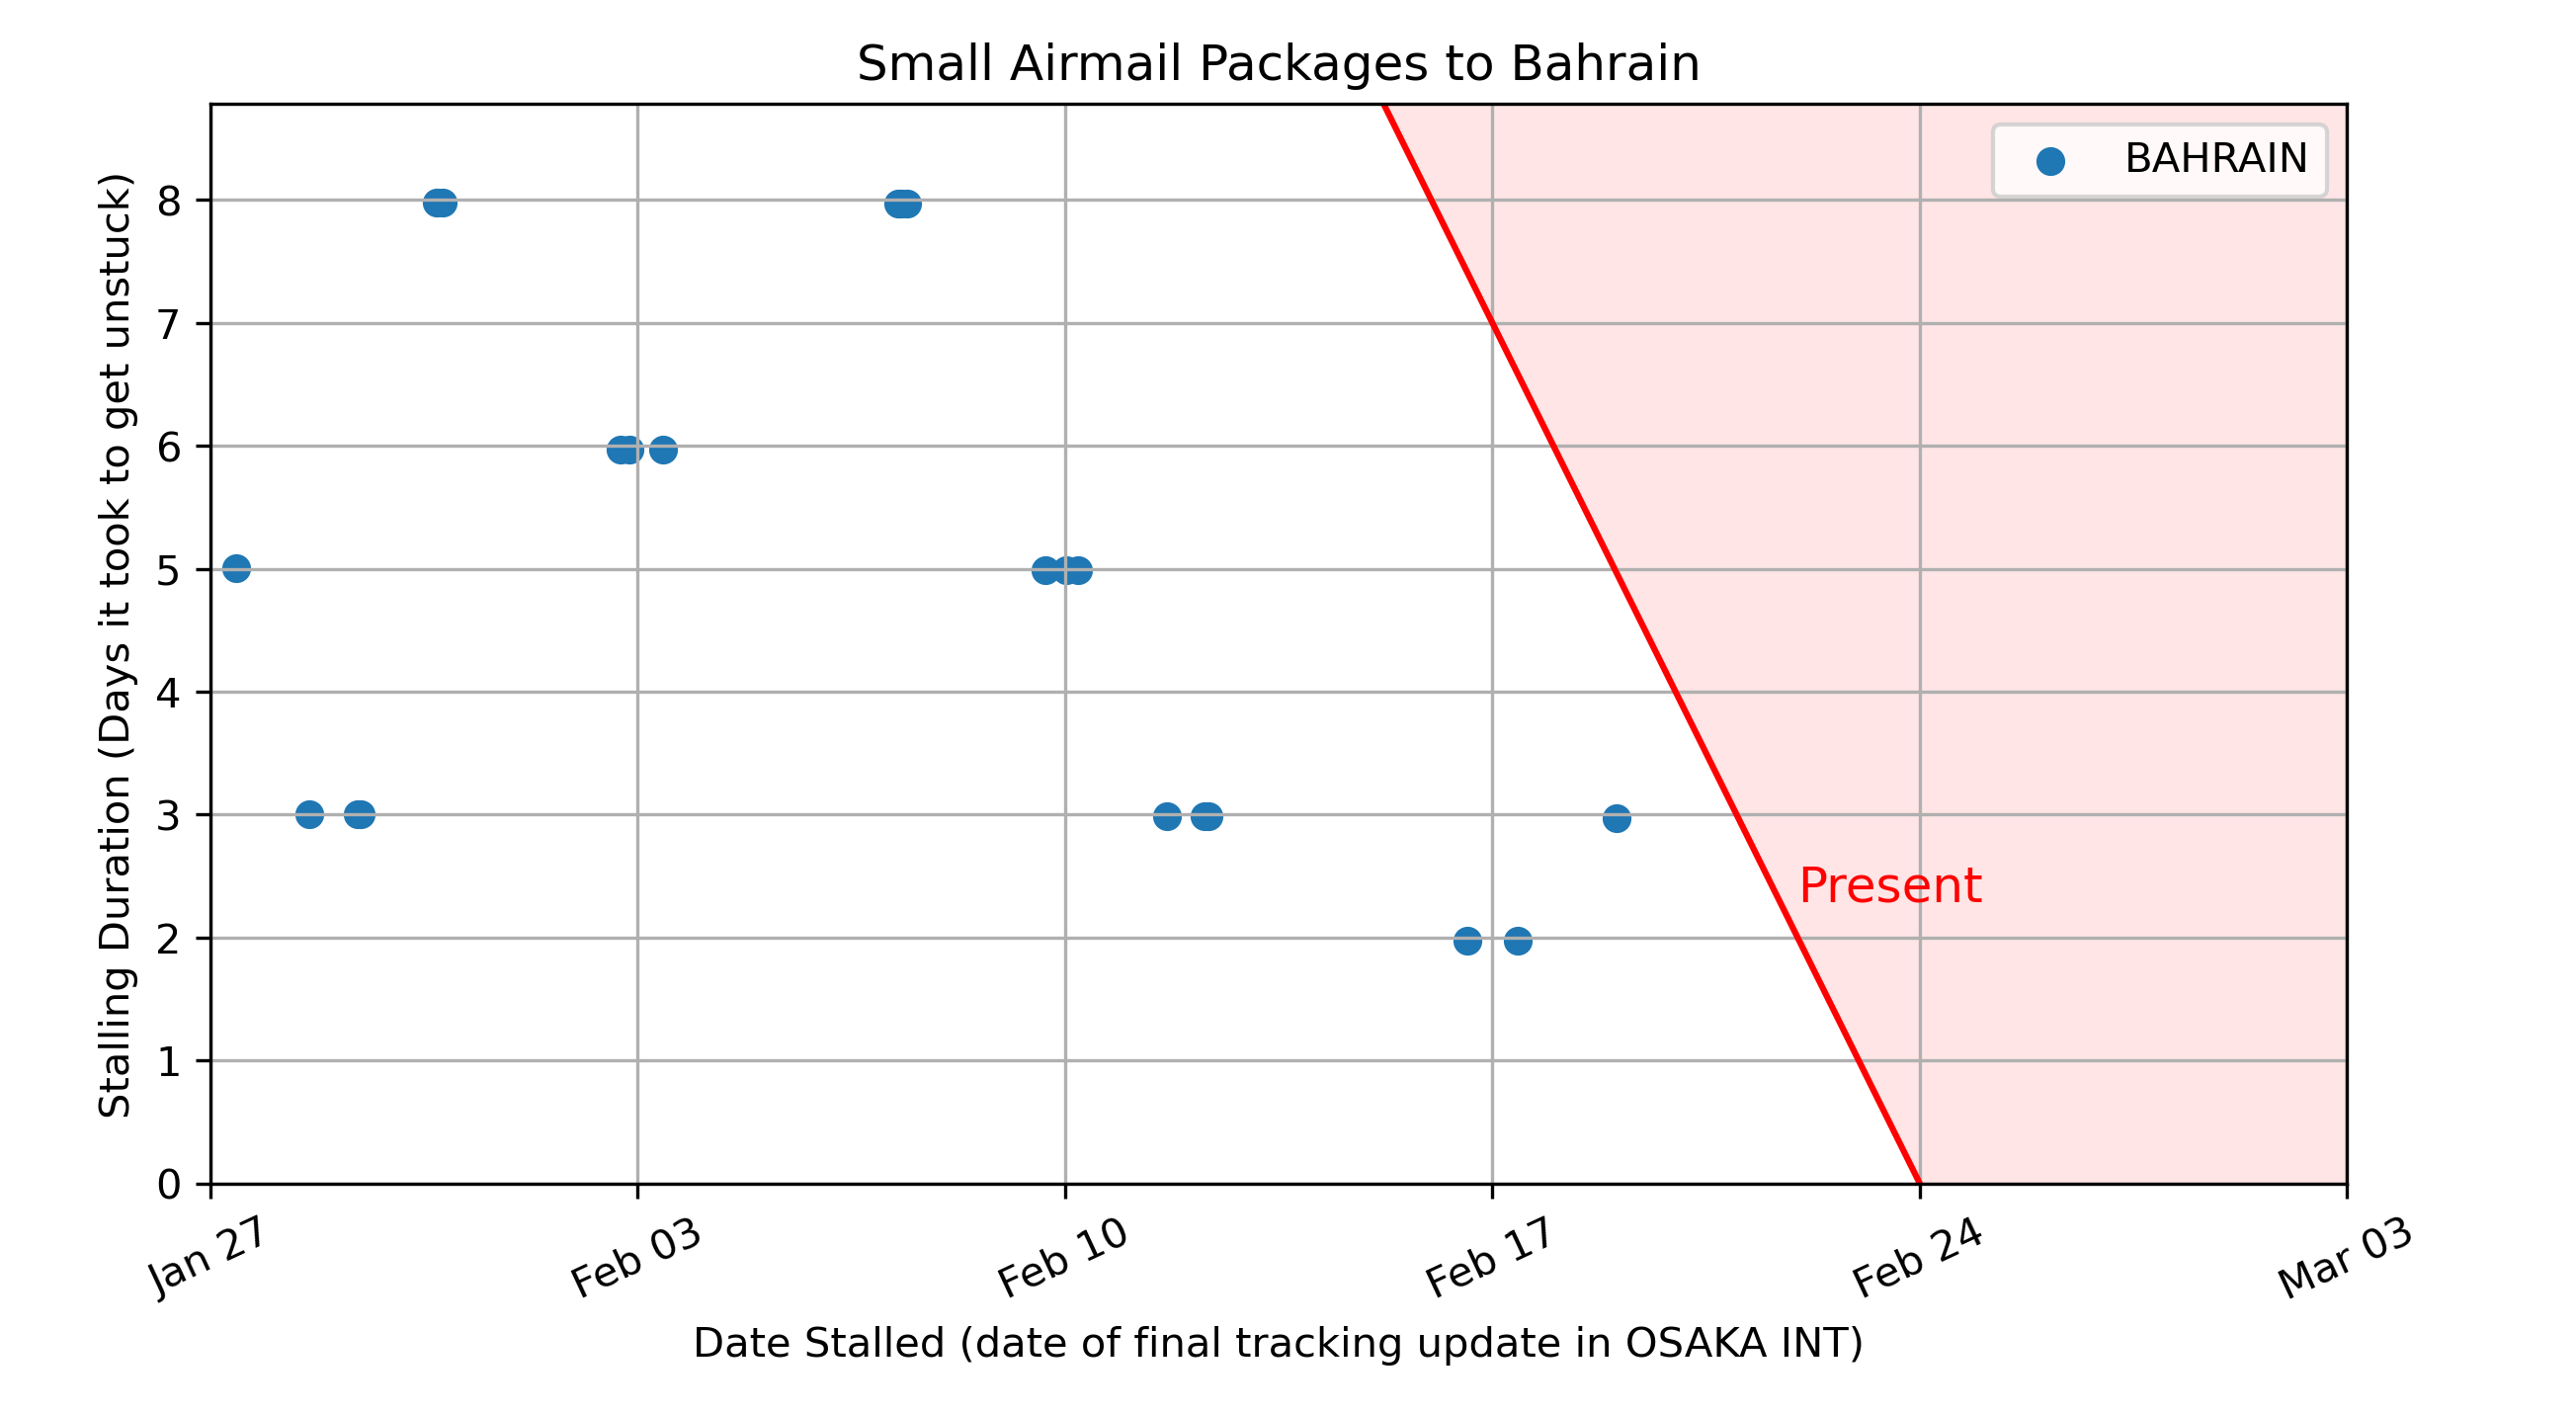 Small Airmail Packages to Bahrain
BAHRAIN
Stalling Duration (Days it took to get unstuck)
8
7
6
5
4
3
2
1
0
Present
Jan 27
Feb 03
Feb 10
Feb 17
Feb 24
Mar 03
Date Stalled (date of final tracking update in OSAKA INT)